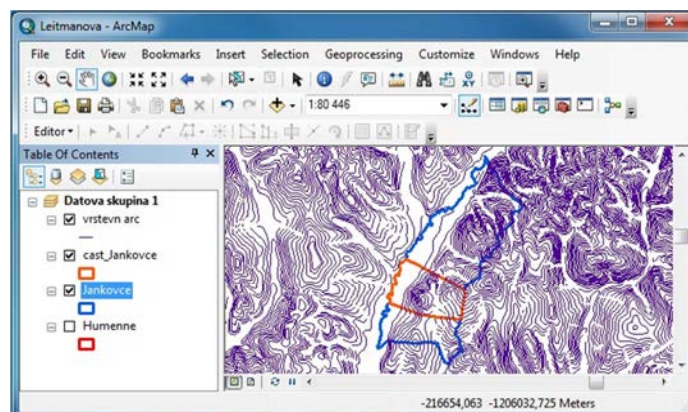 Leitmanova - ArcMap
File Edit View Bookmarks Insert Selection Geoprocessing Customize Windows Help
1:80 446
Editor
Table Of Contents
Datova skupina 1
vrstevn arc
cast_Jankovce
Jankovce
Humenne
-216654,063 -1206032,725 Meters